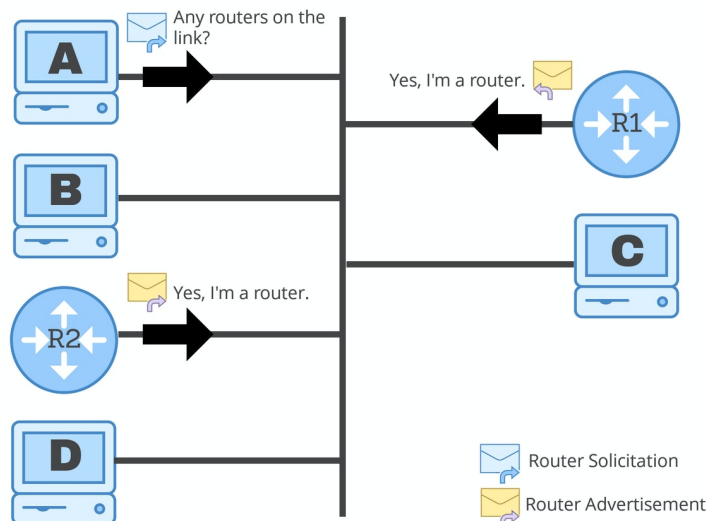 A
Any routers on the
link?
Yes, I'm a router.
R1
B
C
R2
Yes, I'm a router.
D
Router Solicitation
Router Advertisement